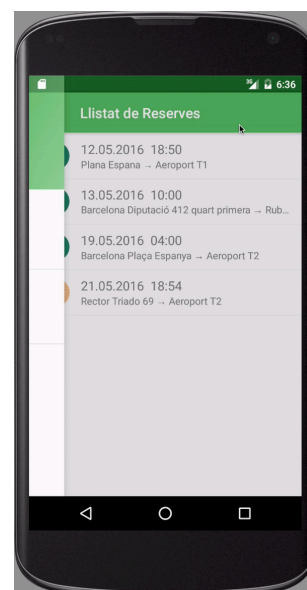 3G 6:36
Llistat de Reserves
12.05.2016 18:50
Plana Espana → Aeroport T1
13.05.2016 10:00
Barcelona Diputació 412 quart primera → Rub...
19.05.2016 04:00
Barcelona Plaça Espanya → Aeroport T2
21.05.2016 18:54
Rector Triado 69 → Aeroport T2